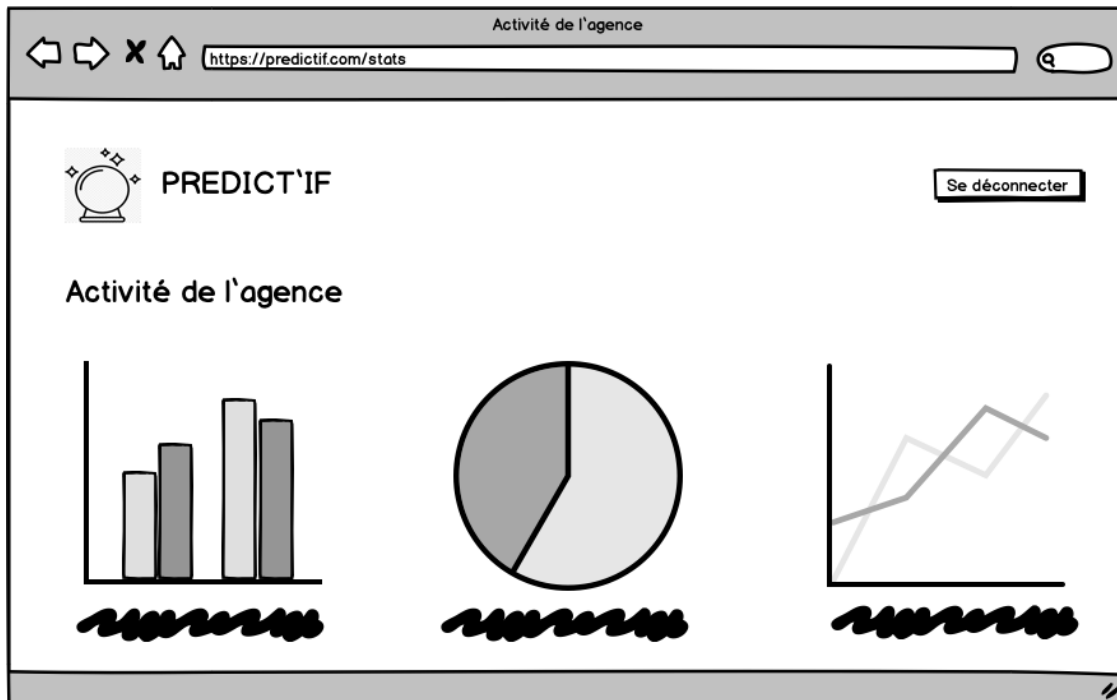 Activité de l'agence
https://predictif.com/stats
PREDICT'IF
Se déconnecter
Activité de l'agence